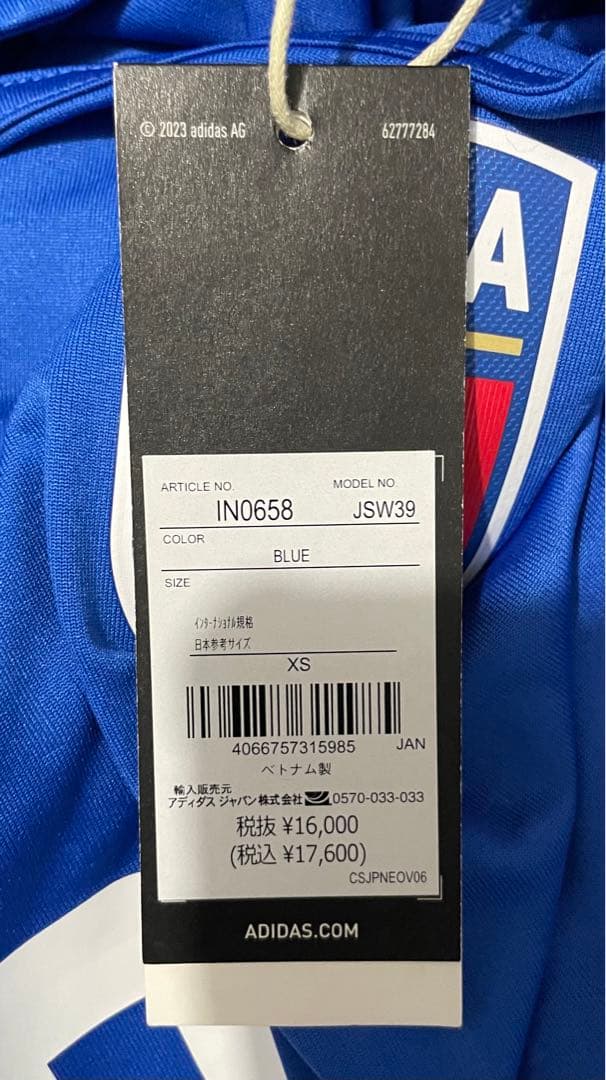 © 2023 adidas AG 62777284
A
ARTICLE NO. MODEL NO.
IN0658 JSW39
COLOR
BLUE
SIZE
インターナショナル規格
日本参考サイズ
XS
4066757315985 JAN
ベトナム製
輸入販売元
アディダス ジャパン株式会社 0570-033-033
税抜 ¥16,000
(税込 ¥17,600)
CSJPNEOV06
ADIDAS.COM